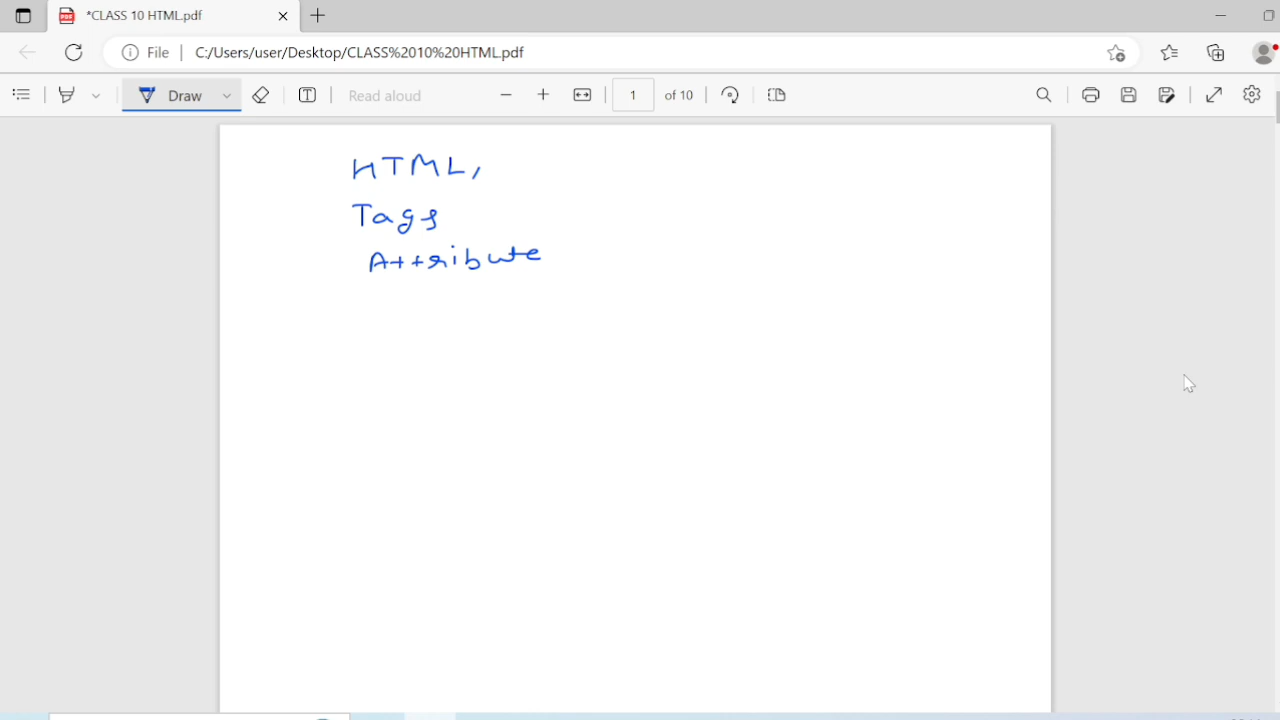 *CLASS 10 HTML.pdf
File | C:/Users/user/Desktop/CLASS%2010%20HTML.pdf
Draw Read aloud 1 of 10
HTML,
Tags
Attribute